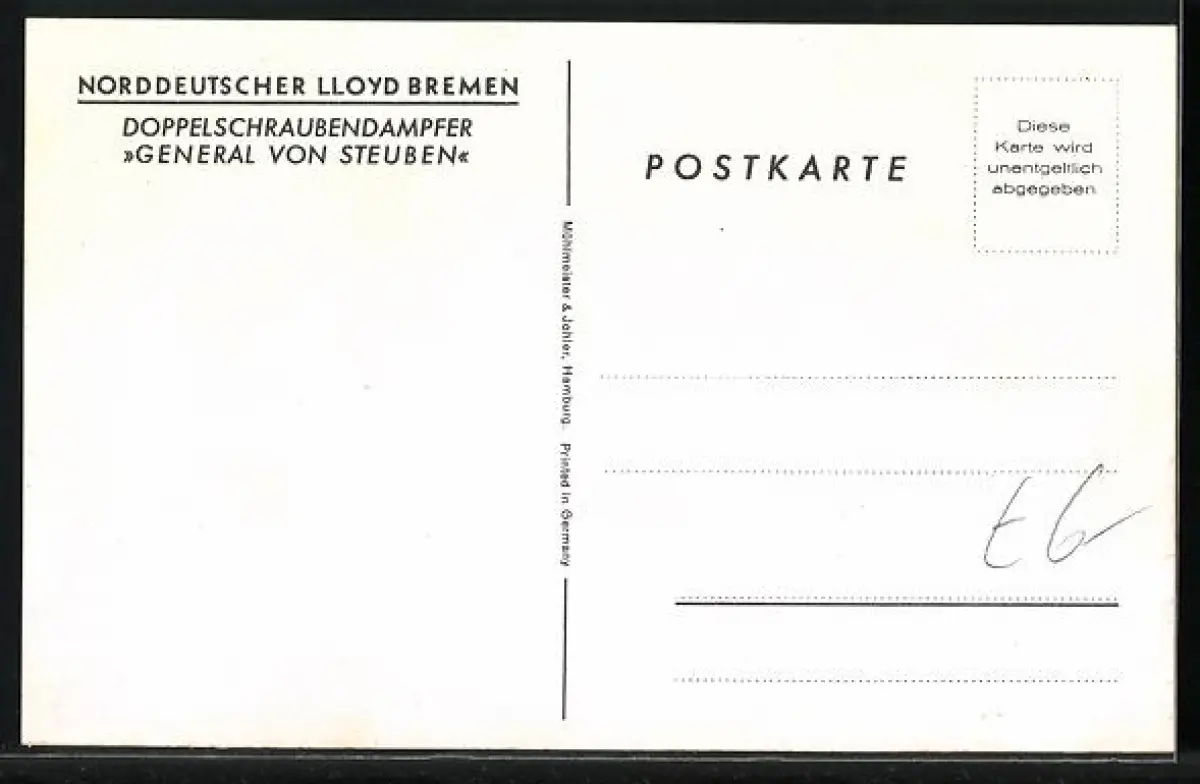 NORDDEUTSCHER LLOYD BREMEN
DOPPELSCHRAUBENDAMPFER
»GENERAL VON STEUBEN«
POSTKARTE
Diese
Karte wird
unentgeltlich
abgegeben
Mühlmeister & Johler, Hamburg. Printed in Germany